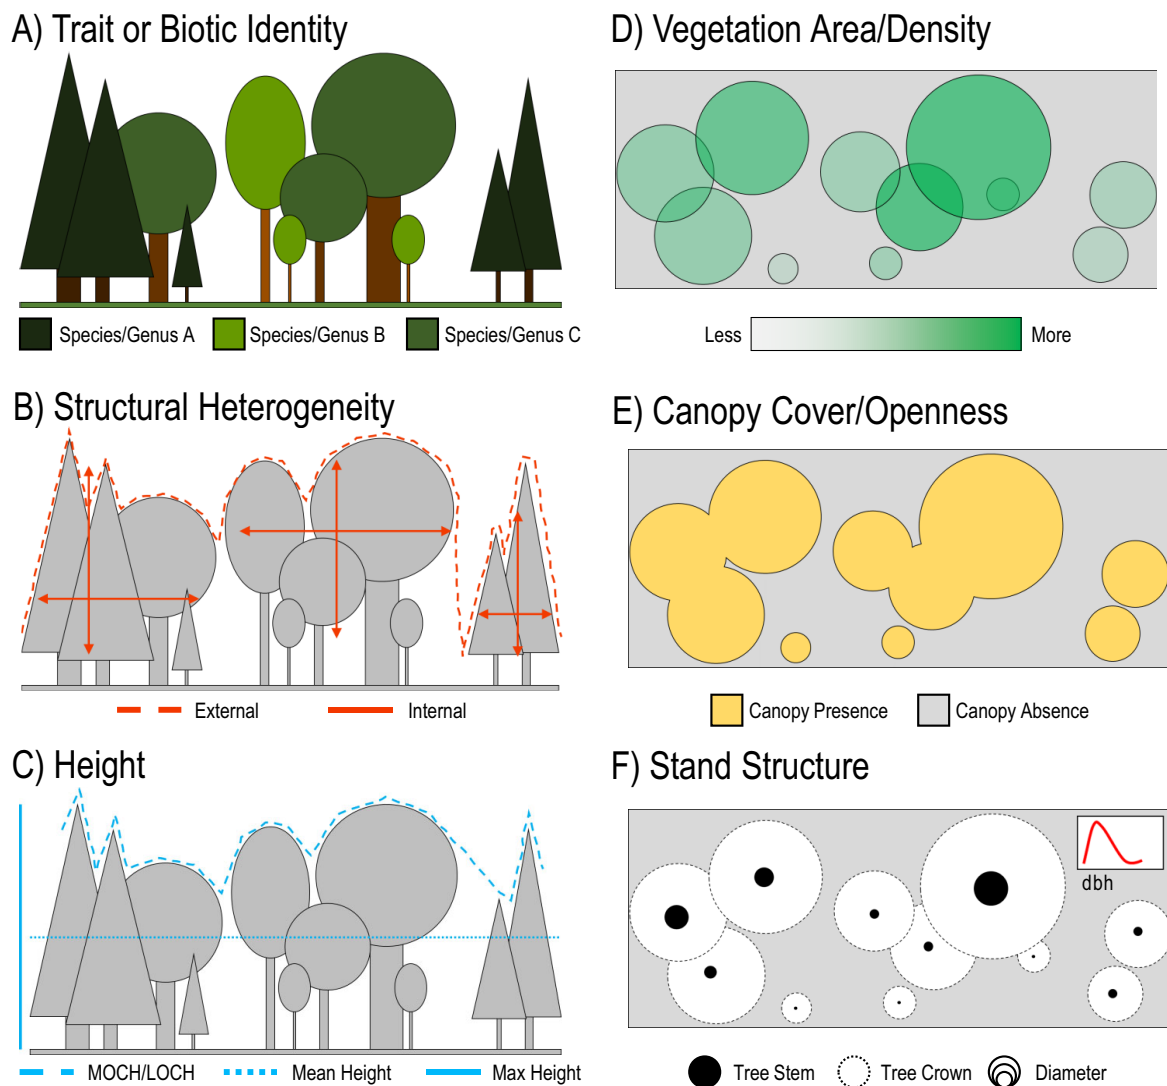 A) Trait or Biotic Identity
Species/Genus A
Species/Genus B
Species/Genus C
B) Structural Heterogeneity
External
Internal
C) Height
MOCH/LOCH
Mean Height
Max Height
D) Vegetation Area/Density
Less
More
E) Canopy Cover/Openness
Canopy Presence
Canopy Absence
F) Stand Structure
dbh
Tree Stem
Tree Crown
Diameter